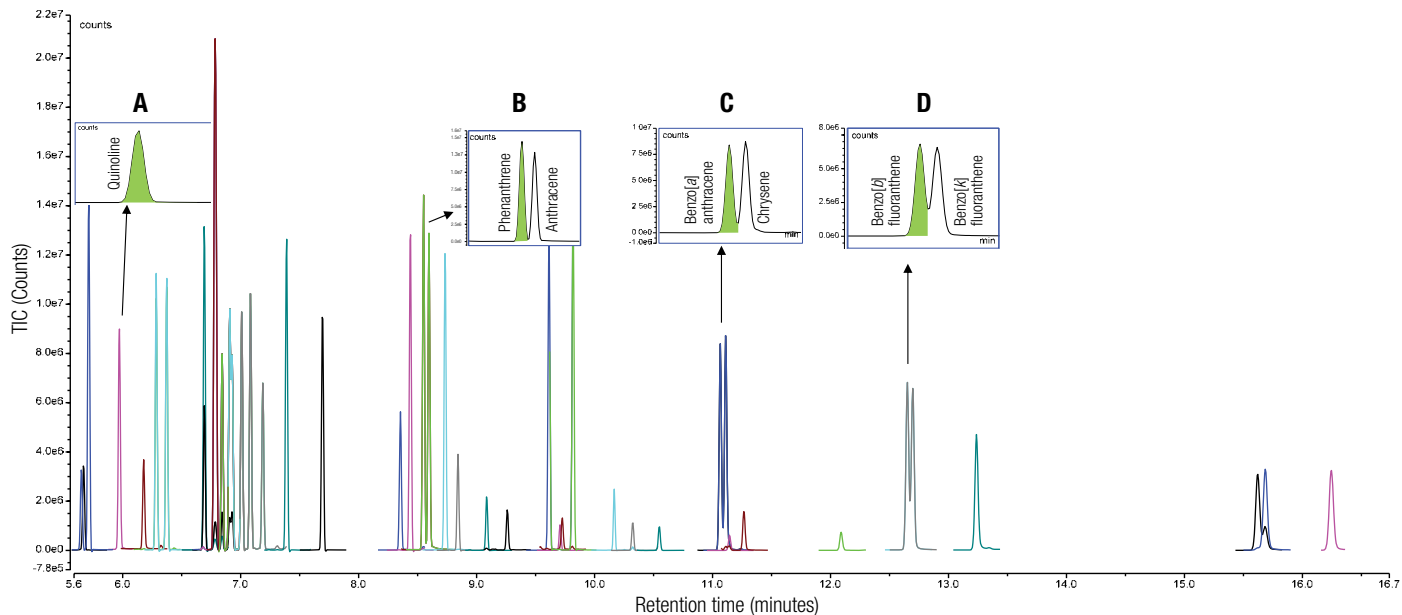 2.2e7
counts
2.0e7
1.8e7
1.6e7
1.4e7
1.2e7
1.0e7
8.0e6
6.0e6
4.0e6
2.0e6
0.0e0
-7.8e5
TIC (Counts)
A
counts
Quinoline
B
counts
Phenanthrene
Anthracene
C
1.0e7
counts
7.5e6
5.0e6
2.5e6
0.0e0
-1.0e6
Benzo[a]
anthracene
Chrysene
min
D
8.0e6
counts
5.0e6
2.5e6
0.0e0
Benzo[b]
fluoranthene
Benzo[k]
fluoranthene
min
5.6 6.0 7.0 8.0 9.0 10.0 11.0 12.0 13.0 14.0 15.0 16.0 16.7
Retention time (minutes)